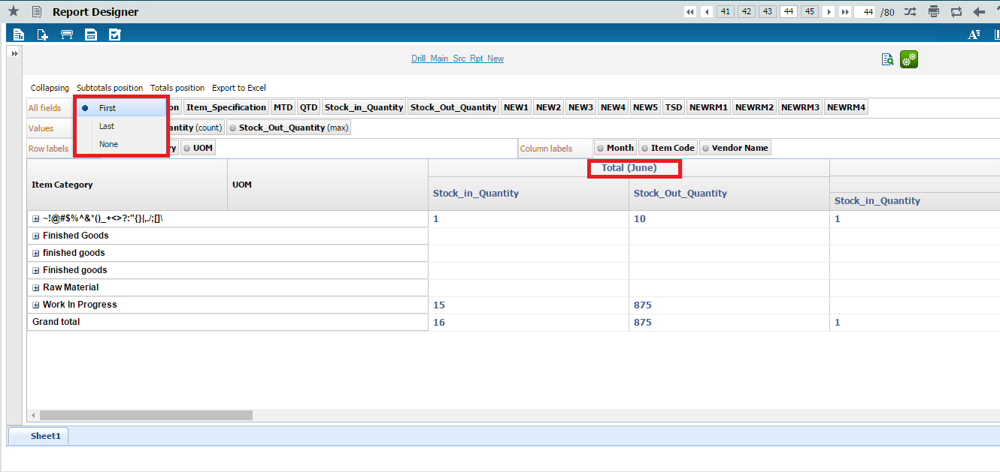 Report Designer 41 42 43 44 45 44 /80
Drill_Main_Src_Rpt_New
Collapsing Subtotals position Totals position Export to Excel
All fields First Item_Specification MTD QTD Stock_in_Quantity Stock_Out_Quantity NEW1 NEW2 NEW3 NEW4 NEW5 TSD NEWRM1 NEWRM2 NEWRM3 NEWRM4
Values Last (count) Stock_Out_Quantity (max)
None
Row labels UOM Column labels Month Item Code Vendor Name
Total (June)
Item Category UOM Stock_in_Quantity Stock_Out_Quantity Stock_in_Quantity
~!@#$%^&*()_+<>?:"{}|,./;[]\ 1 10 1
Finished Goods
finished goods
Finished goods
Raw Material
Work In Progress 15 875
Grand total 16 875 1
Sheet1